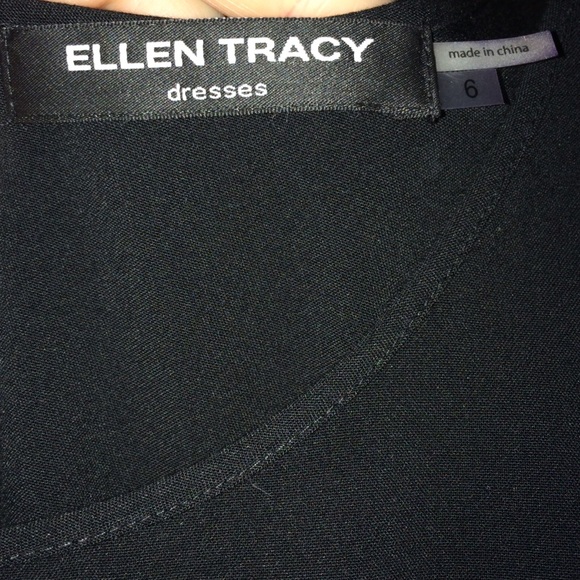 ELLEN TRACY
dresses
made in china
6